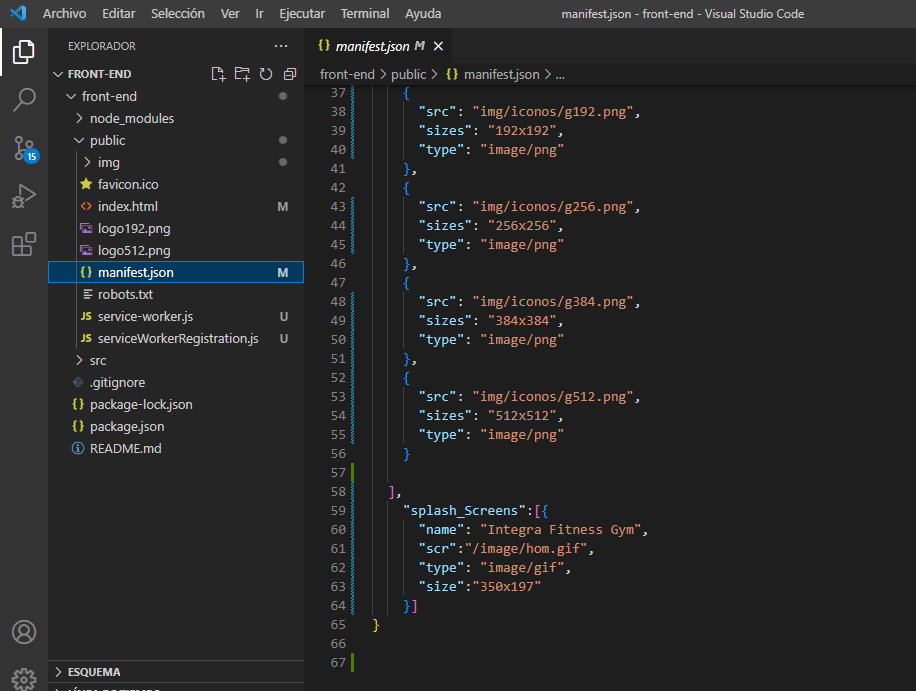 Archivo Editar Selección Ver Ir Ejecutar Terminal Ayuda manifest.json - front-end - Visual Studio Code
EXPLORADOR ...
FRONT-END
front-end
node_modules
public
img
favicon.ico
index.html M
logo192.png
logo512.png
manifest.json M
robots.txt
service-worker.js U
serviceWorkerRegistration.js U
src
.gitignore
package-lock.json
package.json
README.md
15
ESQUEMA
{} manifest.json M ×
front-end > public > {} manifest.json > ...
37 {
38 "src": "img/iconos/g192.png",
39 "sizes": "192x192",
40 "type": "image/png"
41 },
42 {
43 "src": "img/iconos/g256.png",
44 "sizes": "256x256",
45 "type": "image/png"
46 },
47 {
48 "src": "img/iconos/g384.png",
49 "sizes": "384x384",
50 "type": "image/png"
51 },
52 {
53 "src": "img/iconos/g512.png",
54 "sizes": "512x512",
55 "type": "image/png"
56 }
57
58 ],
59 "splash_Screens":[{
60 "name": "Integra Fitness Gym",
61 "scr":"/image/hom.gif",
62 "type": "image/gif",
63 "size":"350x197"
64 }]
65 }
66
67